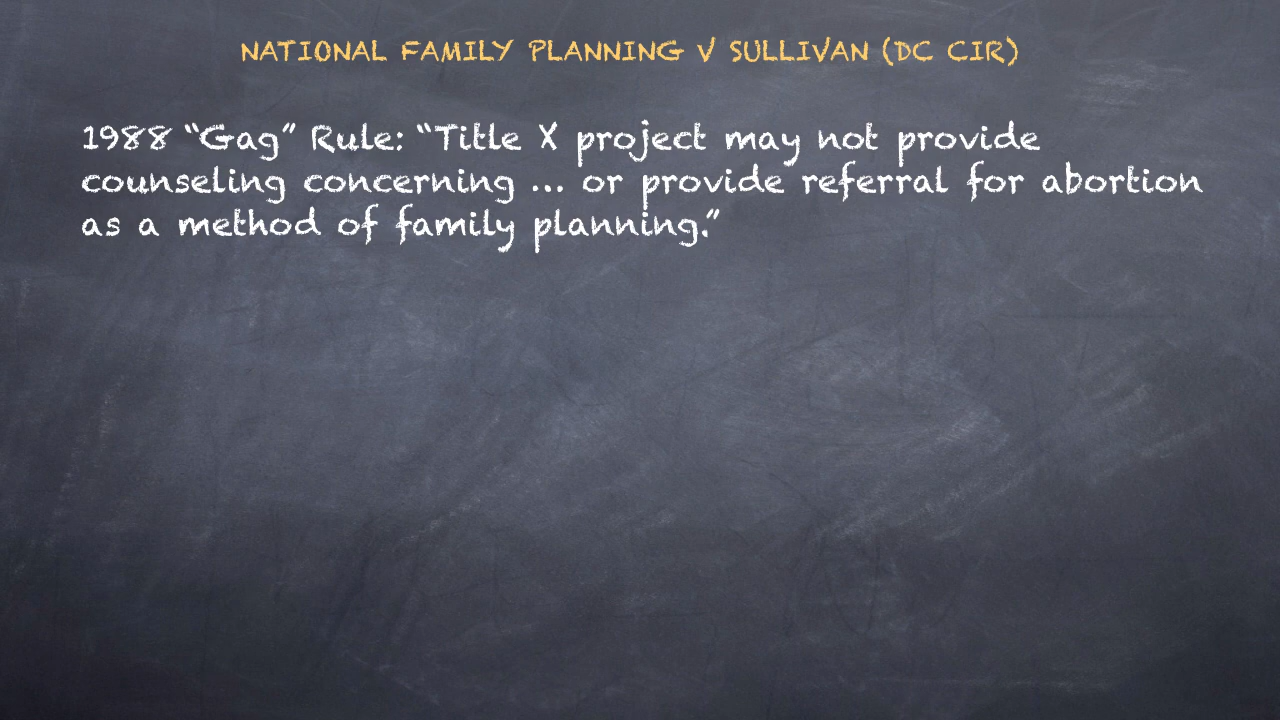 NATIONAL FAMILY PLANNING V SULLIVAN (DC CIR)
1988 “Gag” Rule: “Title X project may not provide
counseling concerning … or provide referral for abortion
as a method of family planning.”